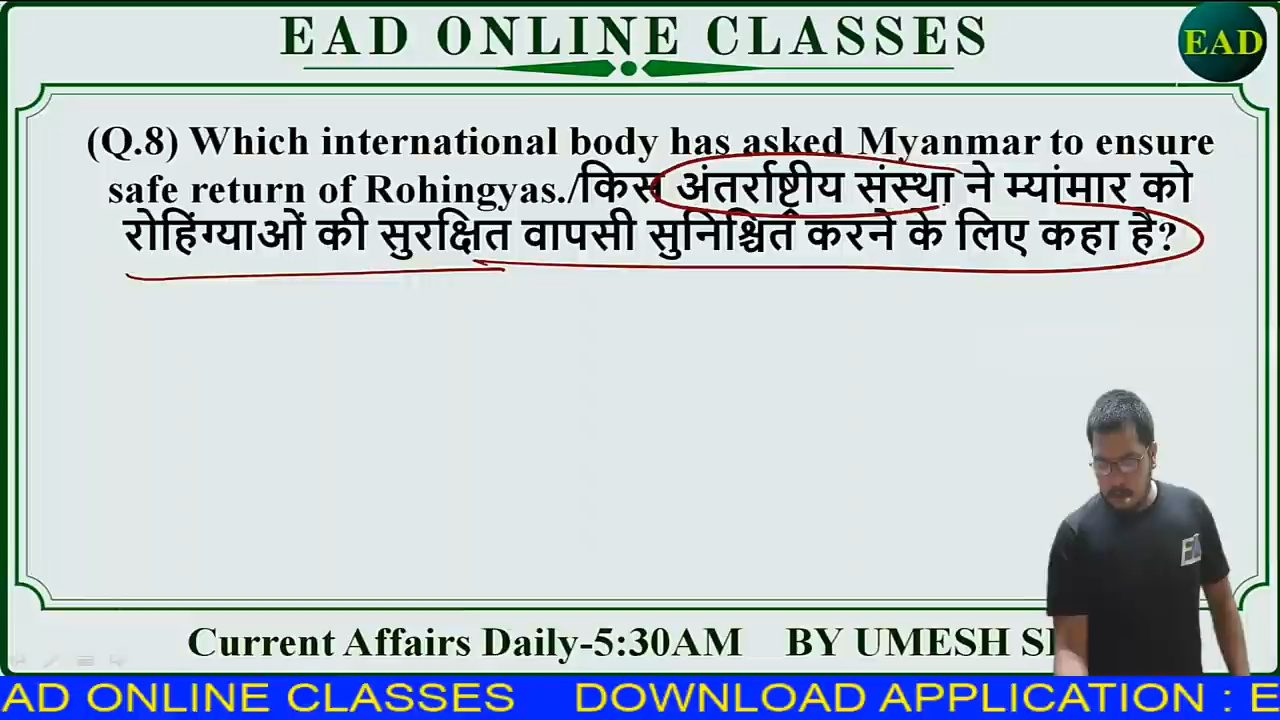 EAD ONLINE CLASSES
EAD
(Q.8) Which international body has asked Myanmar to ensure
safe return of Rohingyas./किस अंतर्राष्ट्रीय संस्था ने म्यांमार को
रोहिंग्याओं की सुरक्षित वापसी सुनिश्चित करने के लिए कहा है?
Current Affairs Daily-5:30AM BY UMESH
AD ONLINE CLASSES DOWNLOAD APPLICATION : E